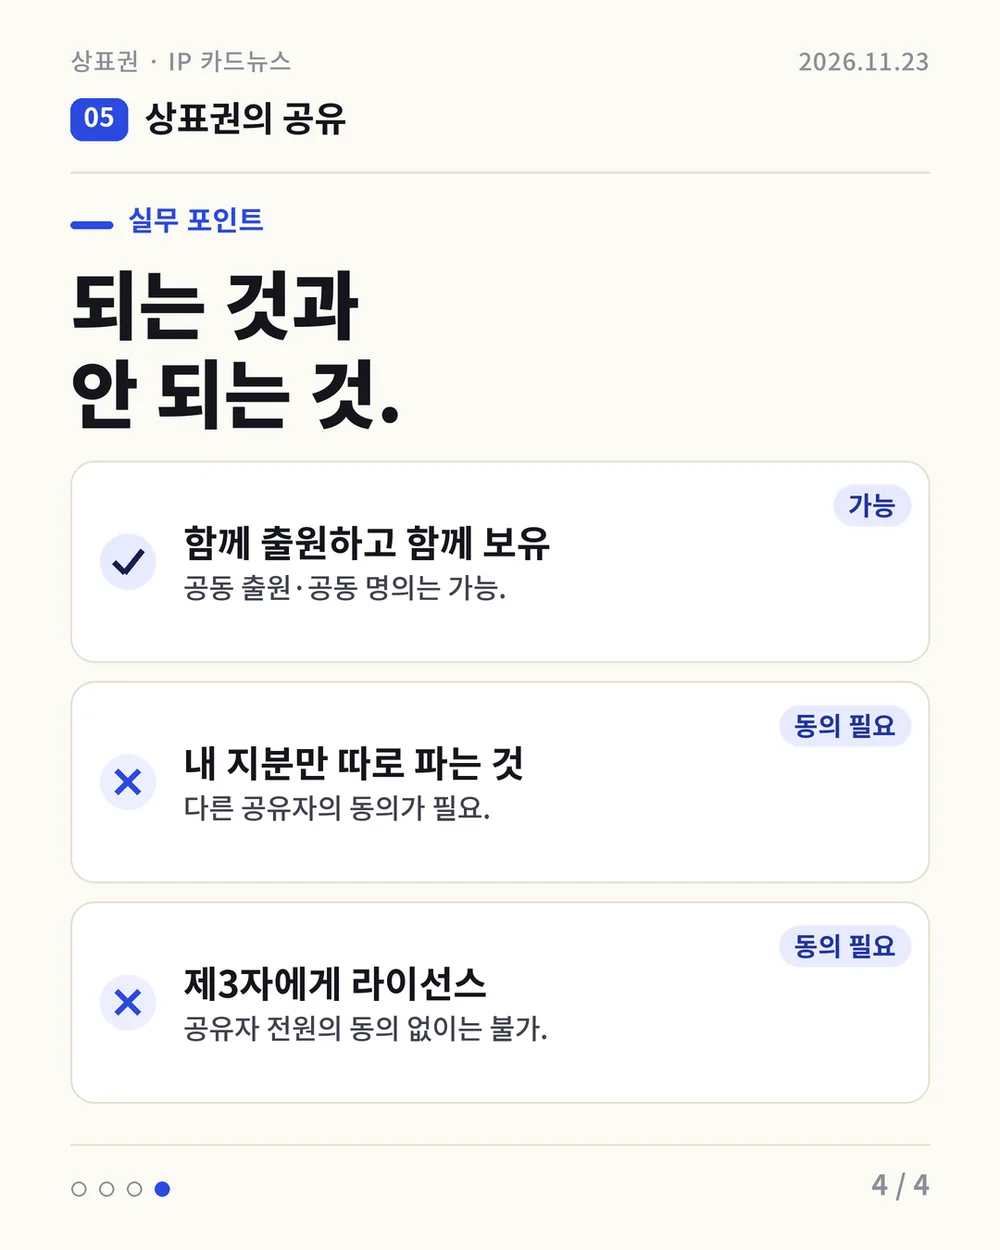 상표권 · IP 카드뉴스
2026.11.23
05 상표권의 공유
실무 포인트
되는 것과
안 되는 것.
가능
함께 출원하고 함께 보유
공동 출원·공동 명의는 가능.
동의 필요
내 지분만 따로 파는 것
다른 공유자의 동의가 필요.
동의 필요
제3자에게 라이선스
공유자 전원의 동의 없이는 불가.
4 / 4